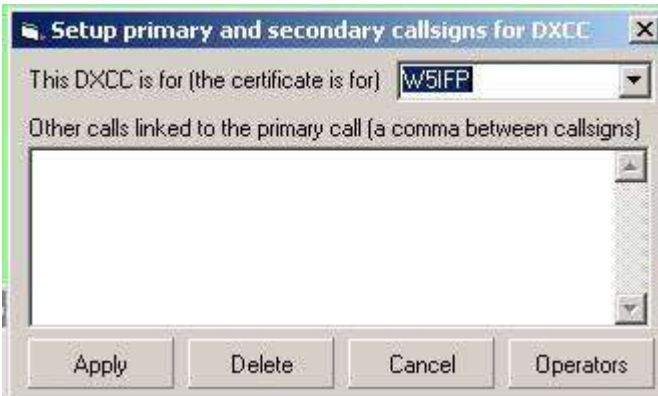 Setup primary and secondary callsigns for DXCC
This DXCC is for (the certificate is for) W5IFP
Other calls linked to the primary call (a comma between callsigns)
Apply Delete Cancel Operators